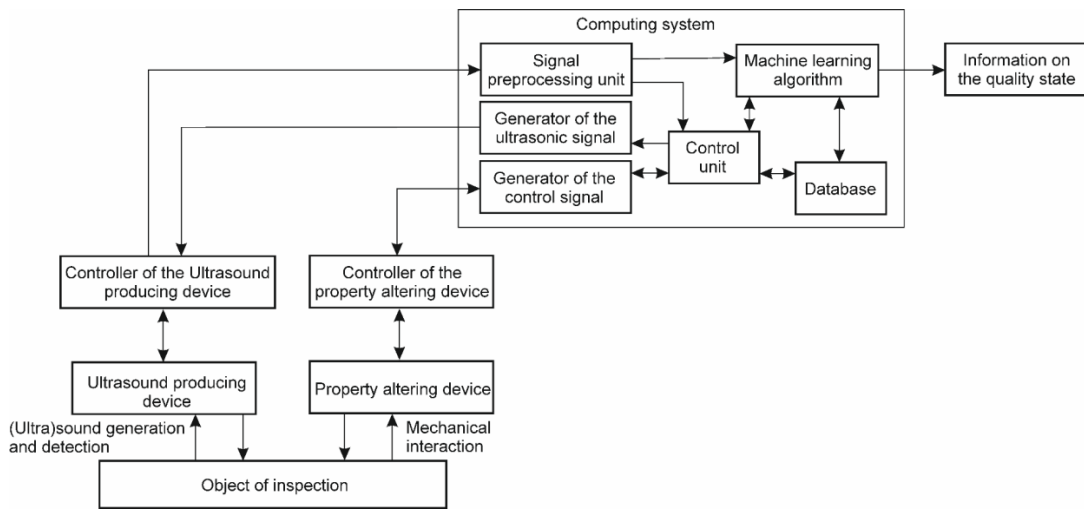 Computing system
Signal
preprocessing unit
Machine learning
algorithm
Information on
the quality state
Generator of the
ultrasonic signal
Control
unit
Generator of the
control signal
Database
Controller of the Ultrasound
producing device
Controller of the
property altering device
Ultrasound producing
device
Property altering device
(Ultra)sound generation
and detection
Mechanical
interaction
Object of inspection